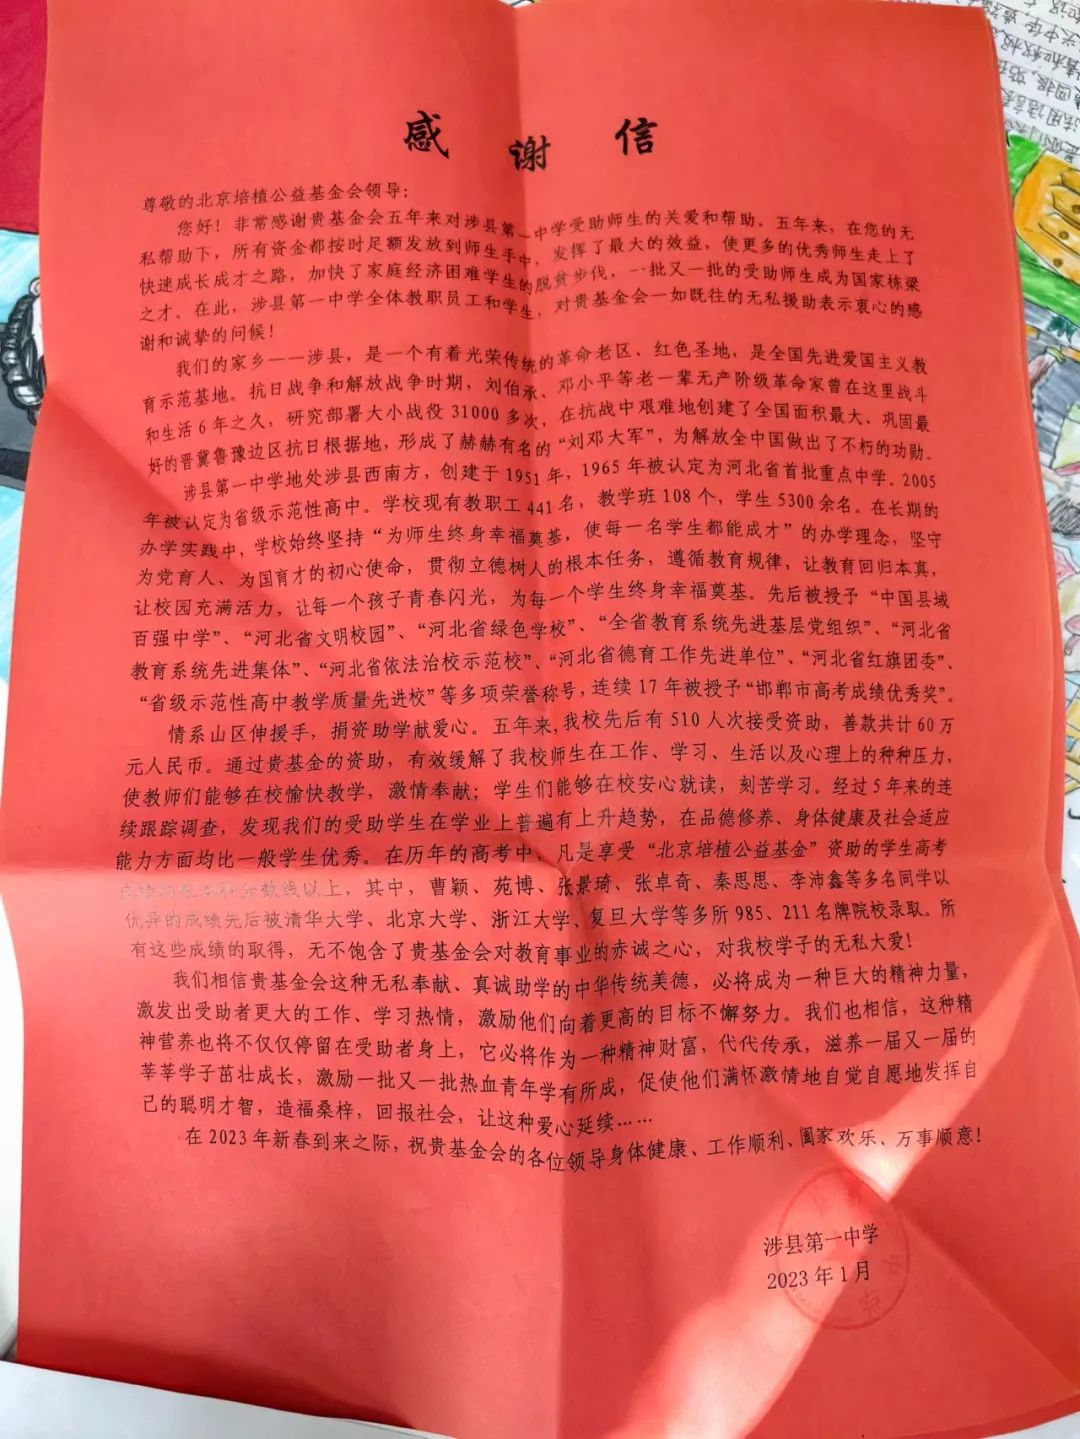 感谢信
尊敬的北京培植公益基金会领导：
您好！非常感谢贵基金会五年来对涉县第一中学受助师生的关爱和帮助。五年来，在您的无
私帮助下，所有资金都按时足额发放到师生手中，发挥了最大的效益，使更多的优秀师生走上了
快速成长成才之路，加快了家庭经济困难学生的脱贫步伐，一批又一批的受助师生成为国家栋梁
之才。在此，涉县第一中学全体教职员工和学生，对贵基金会一如既往的无私援助表示衷心的感
谢和诚挚的问候！
我们的家乡——涉县，是一个有着光荣传统的革命老区、红色圣地，是全国先进爱国主义教
育示范基地。抗日战争和解放战争时期，刘伯承、邓小平等老一辈无产阶级革命家曾在这里战斗
和生活6年之久，研究部署大小战役31000多次，在抗战中艰难地创建了全国面积最大、巩固最
好的晋冀鲁豫边区抗日根据地，形成了赫赫有名的“刘邓大军”，为解放全中国做出了不朽的功勋。
涉县第一中学地处涉县西南方，创建于1951年，1965年被认定为河北省首批重点中学。2005
年被认定为省级示范性高中。学校现有教职工441名，教学班108个，学生5300余名。在长期的
办学实践中，学校始终坚持“为师生终身幸福奠基，使每一名学生都能成才”的办学理念，坚守
为党育人、为国育才的初心使命，贯彻立德树人的根本任务，遵循教育规律，让教育回归本真，
让校园充满活力，让每一个孩子青春闪光，为每一个学生终身幸福奠基。先后被授予“中国县域
百强中学”、“河北省文明校园”、“河北省绿色学校”、“全省教育系统先进基层党组织”、“河北省
教育系统先进集体”、“河北省依法治校示范校”、“河北省德育工作先进单位”、“河北省红旗团委”、
“省级示范性高中教学质量先进校”等多项荣誉称号，连续17年被授予“邯郸市高考成绩优秀奖”。
情系山区伸援手，捐资助学献爱心。五年来，我校先后有510人次接受资助，善款共计60万
元人民币。通过贵基金的资助，有效缓解了我校师生在工作、学习、生活以及心理上的种种压力，
使教师们能够在校愉快教学，激情奉献；学生们能够在校安心就读，刻苦学习。经过5年来的连
续跟踪调查，发现我们的受助学生在学业上普遍有上升趋势，在品德修养、身体健康及社会适应
能力方面均比一般学生优秀。在历年的高考中，凡是享受“北京培植公益基金”资助的学生高考
分数线以上，其中，曹颖、苑博、张景琦、张卓奇、秦思思、李沛鑫等多名同学以
优异的成绩先后被清华大学、北京大学、浙江大学、复旦大学等多所985、211名牌院校录取。所
有这些成绩的取得，无不饱含了贵基金会对教育事业的赤诚之心，对我校学子的无私大爱！
我们相信贵基金会这种无私奉献、真诚助学的中华传统美德，必将成为一种巨大的精神力量，
激发出受助者更大的工作、学习热情，激励他们向着更高的目标不懈努力。我们也相信，这种精
神营养也将不仅仅停留在受助者身上，它必将作为一种精神财富，代代传承，滋养一届又一届的
莘莘学子茁壮成长，激励一批又一批热血青年学有所成，促使他们满怀激情地自觉自愿地发挥自
己的聪明才智，造福桑梓，回报社会，让这种爱心延续……
在2023年新春到来之际，祝贵基金会的各位领导身体健康、工作顺利、阖家欢乐、万事顺意！
涉县第一中学
2023年1月